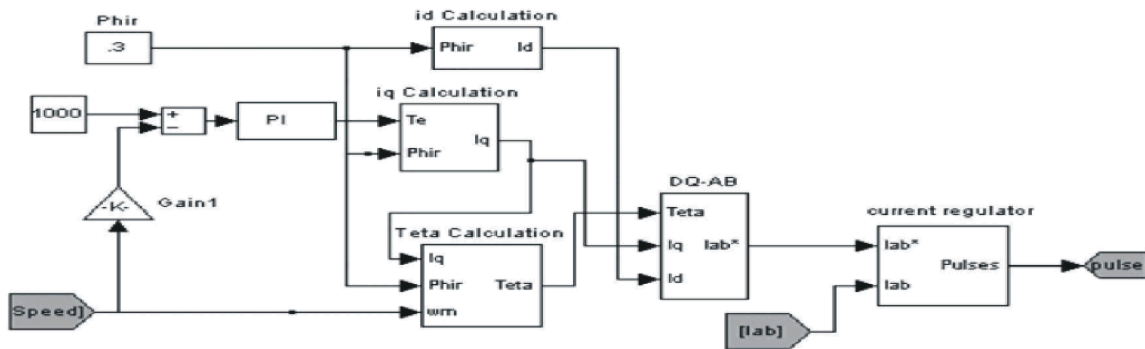 Phir
.3
id Calculation
Phir Id
1000
+
−
PI
iq Calculation
Te
Phir
Iq
-K-
Gain1
Teta Calculation
Iq
Phir
wm
Teta
Speed]
DQ-AB
Teta
Iq
Id
Iab*
current regulator
Iab*
Iab
Pulses
pulse
[Iab]